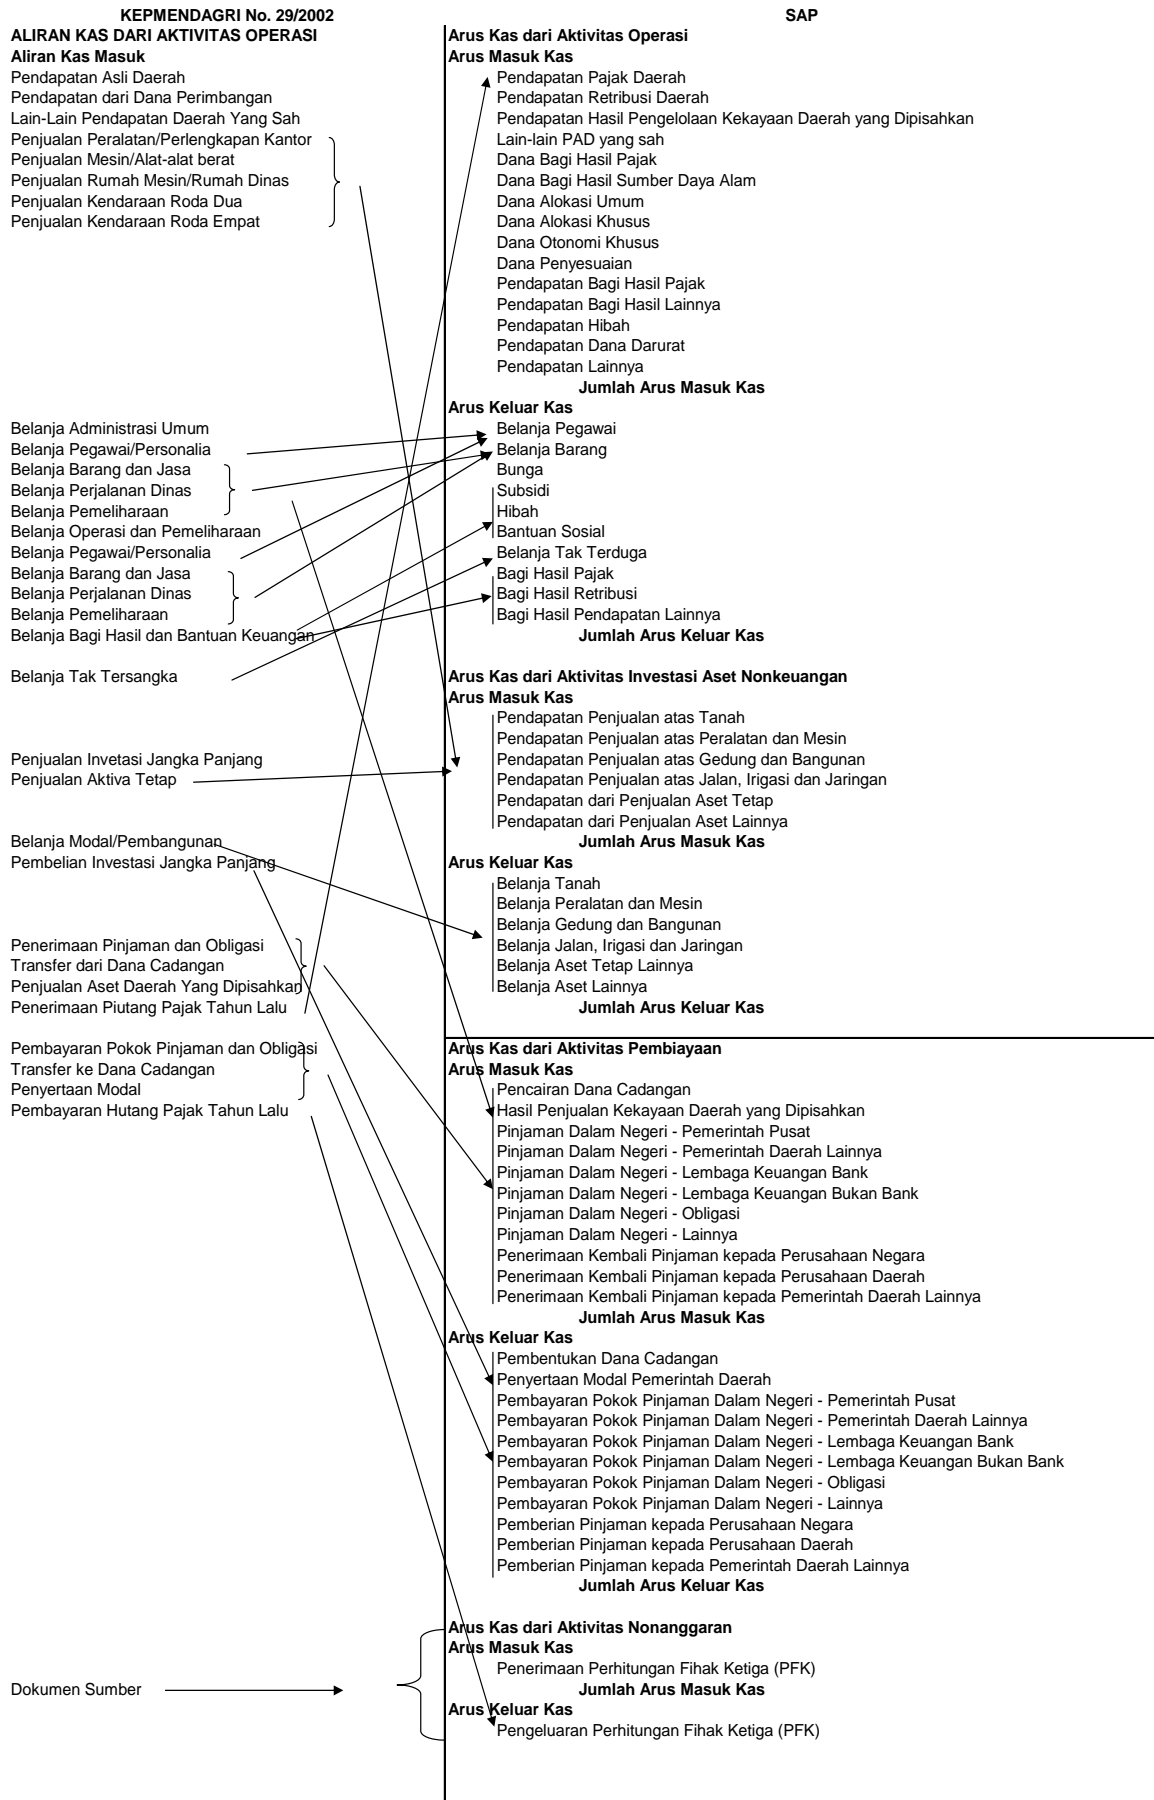 KEPMENDAGRI No. 29/2002
ALIRAN KAS DARI AKTIVITAS OPERASI
Aliran Kas Masuk
Pendapatan Asli Daerah
Pendapatan dari Dana Perimbangan
Lain-Lain Pendapatan Daerah Yang Sah
Penjualan Peralatan/Perlengkapan Kantor
Penjualan Mesin/Alat-alat berat
Penjualan Rumah Mesin/Rumah Dinas
Penjualan Kendaraan Roda Dua
Penjualan Kendaraan Roda Empat
Belanja Administrasi Umum
Belanja Pegawai/Personalia
Belanja Barang dan Jasa
Belanja Perjalanan Dinas
Belanja Pemeliharaan
Belanja Operasi dan Pemeliharaan
Belanja Pegawai/Personalia
Belanja Barang dan Jasa
Belanja Perjalanan Dinas
Belanja Pemeliharaan
Belanja Bagi Hasil dan Bantuan Keuangan
Belanja Tak Tersangka
Penjualan Invetasi Jangka Panjang
Penjualan Aktiva Tetap
Belanja Modal/Pembangunan
Pembelian Investasi Jangka Panjang
Penerimaan Pinjaman dan Obligasi
Transfer dari Dana Cadangan
Penjualan Aset Daerah Yang Dipisahkan
Penerimaan Piutang Pajak Tahun Lalu
Pembayaran Pokok Pinjaman dan Obligasi
Transfer ke Dana Cadangan
Penyertaan Modal
Pembayaran Hutang Pajak Tahun Lalu
Dokumen Sumber
SAP
Arus Kas dari Aktivitas Operasi
Arus Masuk Kas
Pendapatan Pajak Daerah
Pendapatan Retribusi Daerah
Pendapatan Hasil Pengelolaan Kekayaan Daerah yang Dipisahkan
Lain-lain PAD yang sah
Dana Bagi Hasil Pajak
Dana Bagi Hasil Sumber Daya Alam
Dana Alokasi Umum
Dana Alokasi Khusus
Dana Otonomi Khusus
Dana Penyesuaian
Pendapatan Bagi Hasil Pajak
Pendapatan Bagi Hasil Lainnya
Pendapatan Hibah
Pendapatan Dana Darurat
Pendapatan Lainnya
Jumlah Arus Masuk Kas
Arus Keluar Kas
Belanja Pegawai
Belanja Barang
Bunga
Subsidi
Hibah
Bantuan Sosial
Belanja Tak Terduga
Bagi Hasil Pajak
Bagi Hasil Retribusi
Bagi Hasil Pendapatan Lainnya
Jumlah Arus Keluar Kas
Arus Kas dari Aktivitas Investasi Aset Nonkeuangan
Arus Masuk Kas
Pendapatan Penjualan atas Tanah
Pendapatan Penjualan atas Peralatan dan Mesin
Pendapatan Penjualan atas Gedung dan Bangunan
Pendapatan Penjualan atas Jalan, Irigasi dan Jaringan
Pendapatan dari Penjualan Aset Tetap
Pendapatan dari Penjualan Aset Lainnya
Jumlah Arus Masuk Kas
Arus Keluar Kas
Belanja Tanah
Belanja Peralatan dan Mesin
Belanja Gedung dan Bangunan
Belanja Jalan, Irigasi dan Jaringan
Belanja Aset Tetap Lainnya
Belanja Aset Lainnya
Jumlah Arus Keluar Kas
Arus Kas dari Aktivitas Pembiayaan
Arus Masuk Kas
Pencairan Dana Cadangan
Hasil Penjualan Kekayaan Daerah yang Dipisahkan
Pinjaman Dalam Negeri - Pemerintah Pusat
Pinjaman Dalam Negeri - Pemerintah Daerah Lainnya
Pinjaman Dalam Negeri - Lembaga Keuangan Bank
Pinjaman Dalam Negeri - Lembaga Keuangan Bukan Bank
Pinjaman Dalam Negeri - Obligasi
Pinjaman Dalam Negeri - Lainnya
Penerimaan Kembali Pinjaman kepada Perusahaan Negara
Penerimaan Kembali Pinjaman kepada Perusahaan Daerah
Penerimaan Kembali Pinjaman kepada Pemerintah Daerah Lainnya
Jumlah Arus Masuk Kas
Arus Keluar Kas
Pembentukan Dana Cadangan
Penyertaan Modal Pemerintah Daerah
Pembayaran Pokok Pinjaman Dalam Negeri - Pemerintah Pusat
Pembayaran Pokok Pinjaman Dalam Negeri - Pemerintah Daerah Lainnya
Pembayaran Pokok Pinjaman Dalam Negeri - Lembaga Keuangan Bank
Pembayaran Pokok Pinjaman Dalam Negeri - Lembaga Keuangan Bukan Bank
Pembayaran Pokok Pinjaman Dalam Negeri - Obligasi
Pembayaran Pokok Pinjaman Dalam Negeri - Lainnya
Pemberian Pinjaman kepada Perusahaan Negara
Pemberian Pinjaman kepada Perusahaan Daerah
Pemberian Pinjaman kepada Pemerintah Daerah Lainnya
Jumlah Arus Keluar Kas
Arus Kas dari Aktivitas Nonanggaran
Arus Masuk Kas
Penerimaan Perhitungan Fihak Ketiga (PFK)
Jumlah Arus Masuk Kas
Arus Keluar Kas
Pengeluaran Perhitungan Fihak Ketiga (PFK)